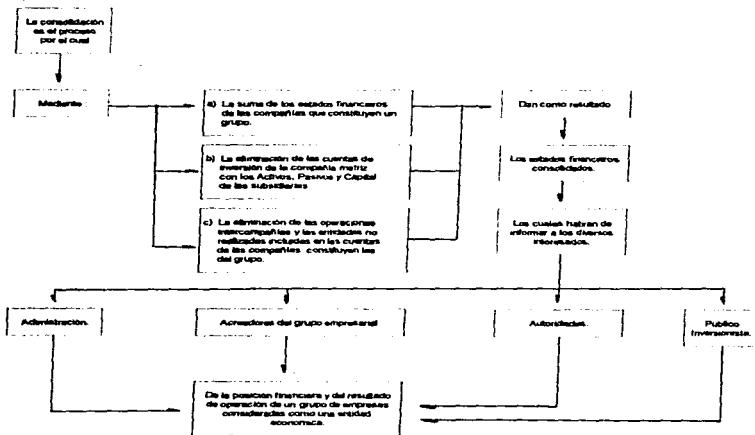 La consolidación
es el proceso
por el cual
Mediante
a) La suma de los estados financieros
de las compañías que constituyen un
grupo.
Dan como resultado
b) La eliminación de las cuentas de
inversión de la compañía matriz
con los Activos, Pasivos y Capital
de las subsidiarias
Los estados financieros
consolidados.
c) La eliminación de las operaciones
intercompañías y las entidades no
realizadas incluidas en las cuentas
de las compañías constituyen las
del grupo.
Los cuales habran de
informar a los diversos
interesados.
Administración.
Acreedores del grupo empresarial
Autoridades.
Publico
Inversionista.
De la posición financiera y del resultado
de operación de un grupo de empresas
consideradas como una entidad
económica.